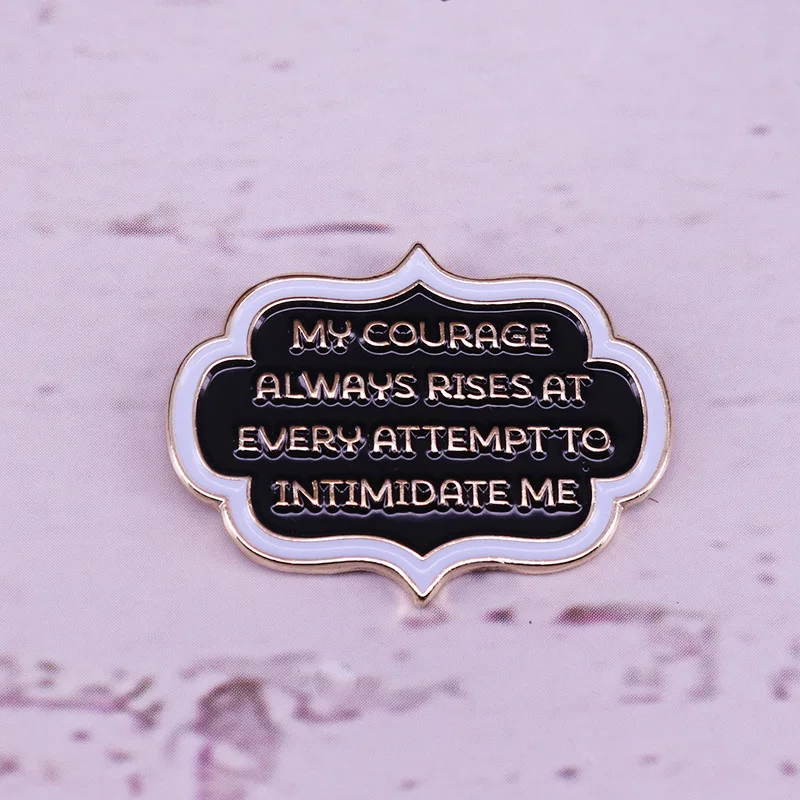 MY COURAGE
ALWAYS RISES AT
EVERY ATTEMPT TO
INTIMIDATE ME